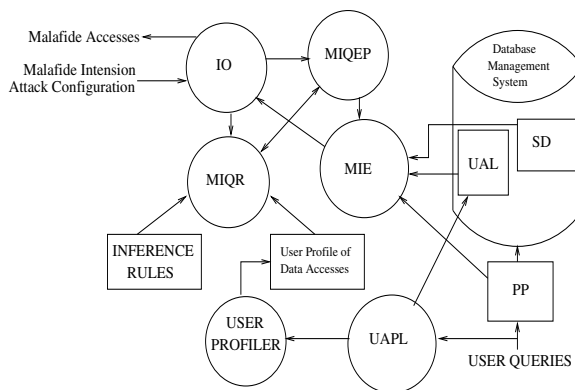 Malafide Accesses
Malafide Intension
Attack Configuration
IO
MIQEP
Database
Management
System
SD
UAL
MIE
MIQR
INFERENCE
RULES
User Profile of
Data Accesses
PP
USER
PROFILER
UAPL
USER QUERIES